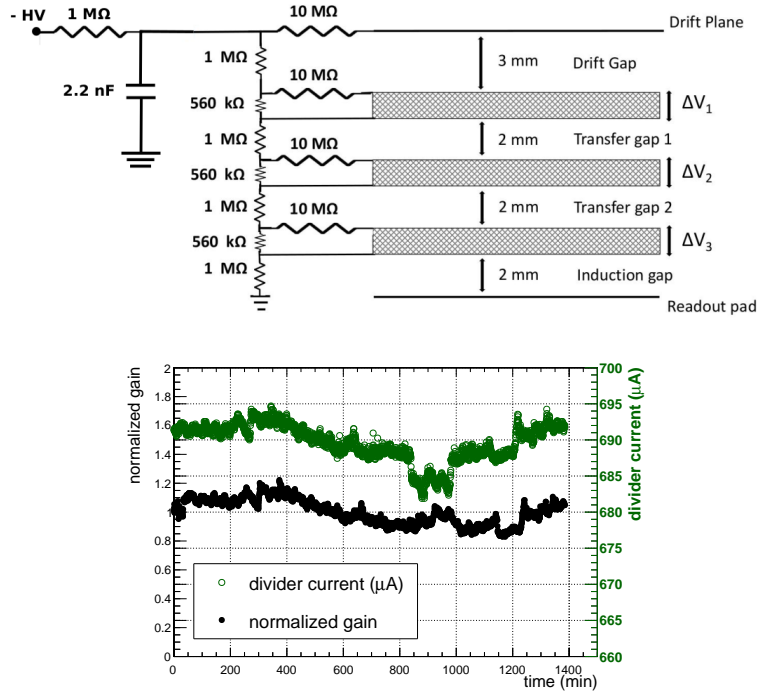 - HV
1 MΩ
10 MΩ
Drift Plane
2.2 nF
1 MΩ
3 mm
Drift Gap
10 MΩ
560 kΩ
ΔV1
1 MΩ
10 MΩ
2 mm
Transfer gap 1
560 kΩ
ΔV2
1 MΩ
10 MΩ
2 mm
Transfer gap 2
560 kΩ
ΔV3
1 MΩ
2 mm
Induction gap
Readout pad
normalized gain
2
1.8
1.6
1.4
1.2
1
0.8
0.6
0.4
0.2
0
700
695
690
685
680
675
670
665
660
divider current (μA)
divider current (μA)
normalized gain
0 200 400 600 800 1000 1200 1400
time (min)